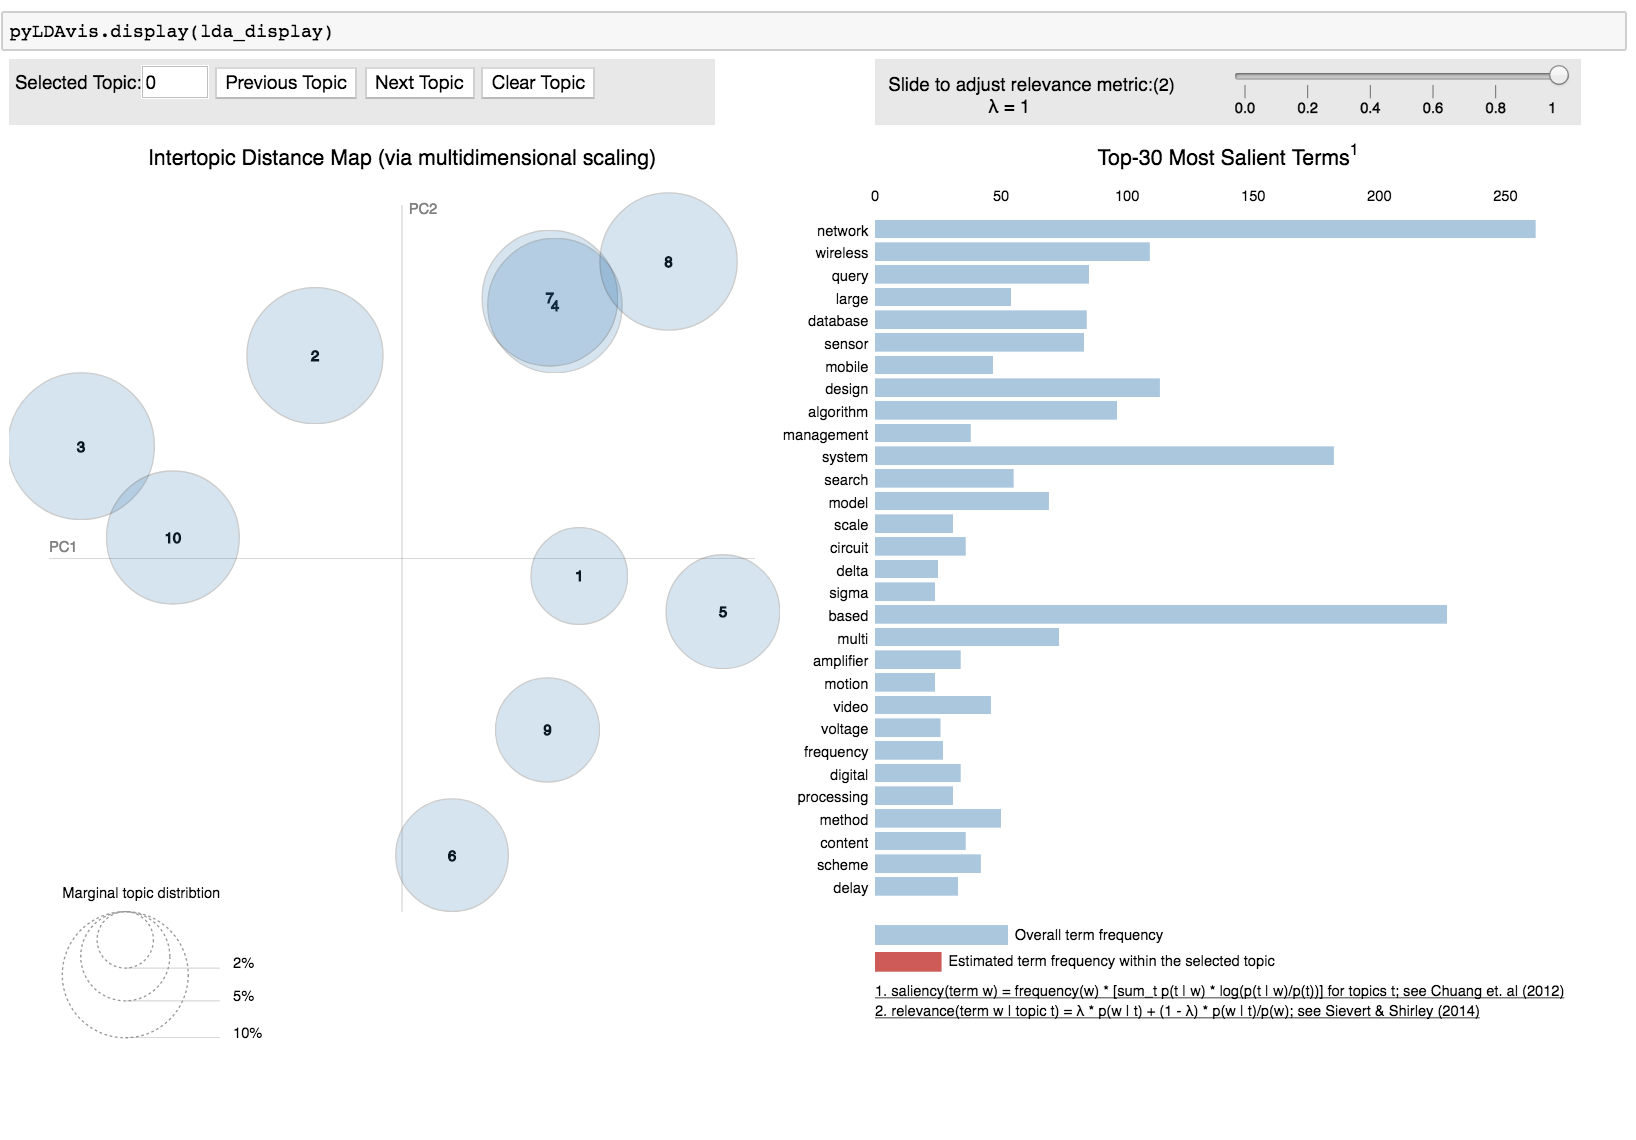 pyLDAvis.display(lda_display)
Selected Topic: 0 Previous Topic Next Topic Clear Topic
Slide to adjust relevance metric:(2)
λ = 1
0.0 0.2 0.4 0.6 0.8 1
Intertopic Distance Map (via multidimensional scaling)
PC2
8
7
4
2
3
10
PC1
1
5
9
6
Marginal topic distribtion
2%
5%
10%
Top-30 Most Salient Terms1
0 50 100 150 200 250
network
wireless
query
large
database
sensor
mobile
design
algorithm
management
system
search
model
scale
circuit
delta
sigma
based
multi
amplifier
motion
video
voltage
frequency
digital
processing
method
content
scheme
delay
Overall term frequency
Estimated term frequency within the selected topic
1. saliency(term w) = frequency(w) * [sum_t p(t | w) * log(p(t | w)/p(t))] for topics t; see Chuang et. al (2012)
2. relevance(term w | topic t) = λ * p(w | t) + (1 - λ) * p(w | t)/p(w); see Sievert & Shirley (2014)